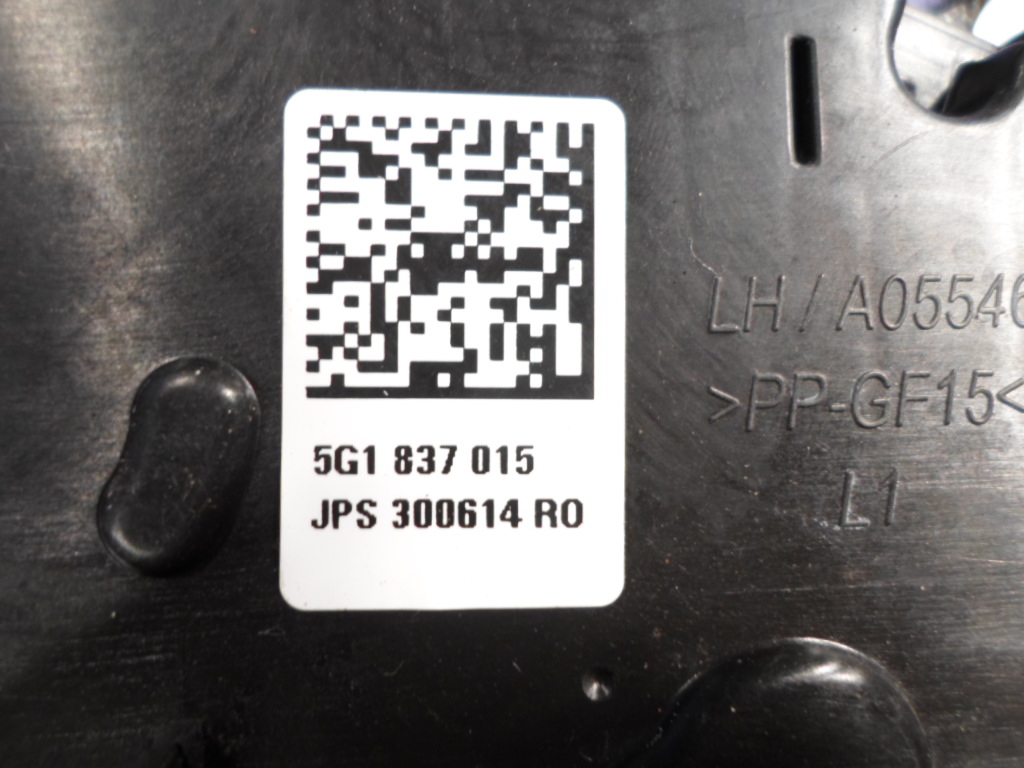 5G1 837 015
JPS 300614 RO
LH / A05546
>PP-GF15<
L1